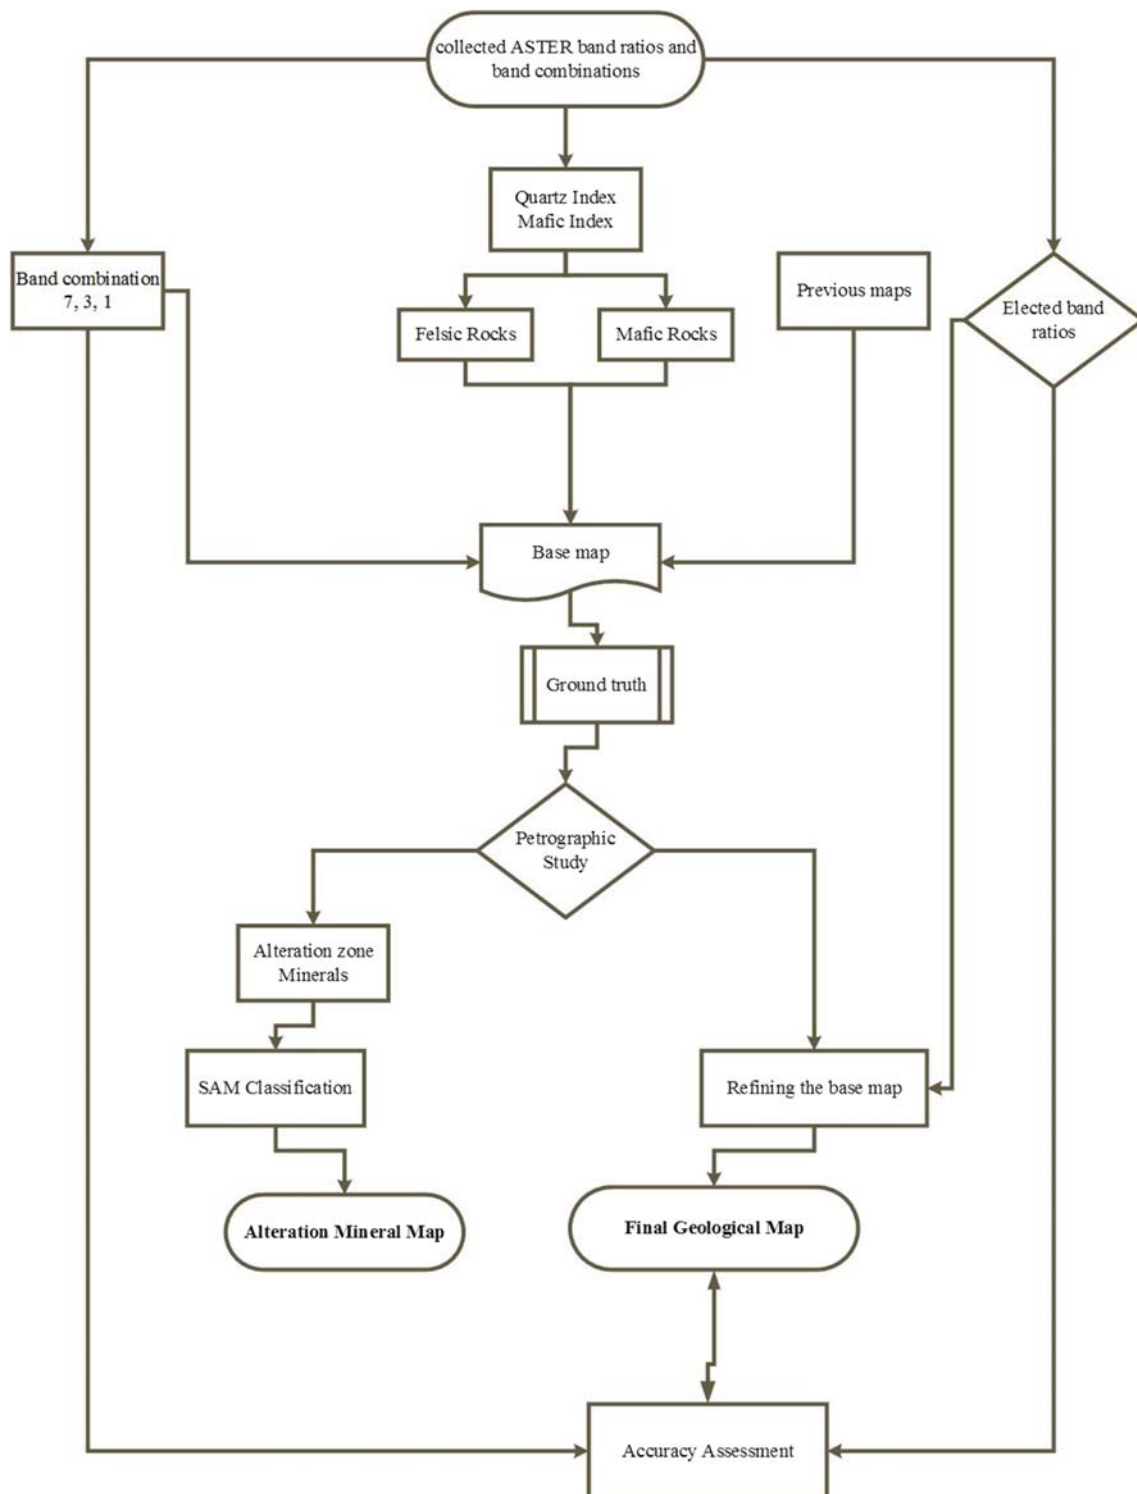 collected ASTER band ratios and
band combinations
Quartz Index
Mafic Index
Band combination
7, 3, 1
Previous maps
Elected band
ratios
Felsic Rocks
Mafic Rocks
Base map
Ground truth
Petrographic
Study
Alteration zone
Minerals
SAM Classification
Refining the base map
Alteration Mineral Map
Final Geological Map
Accuracy Assessment